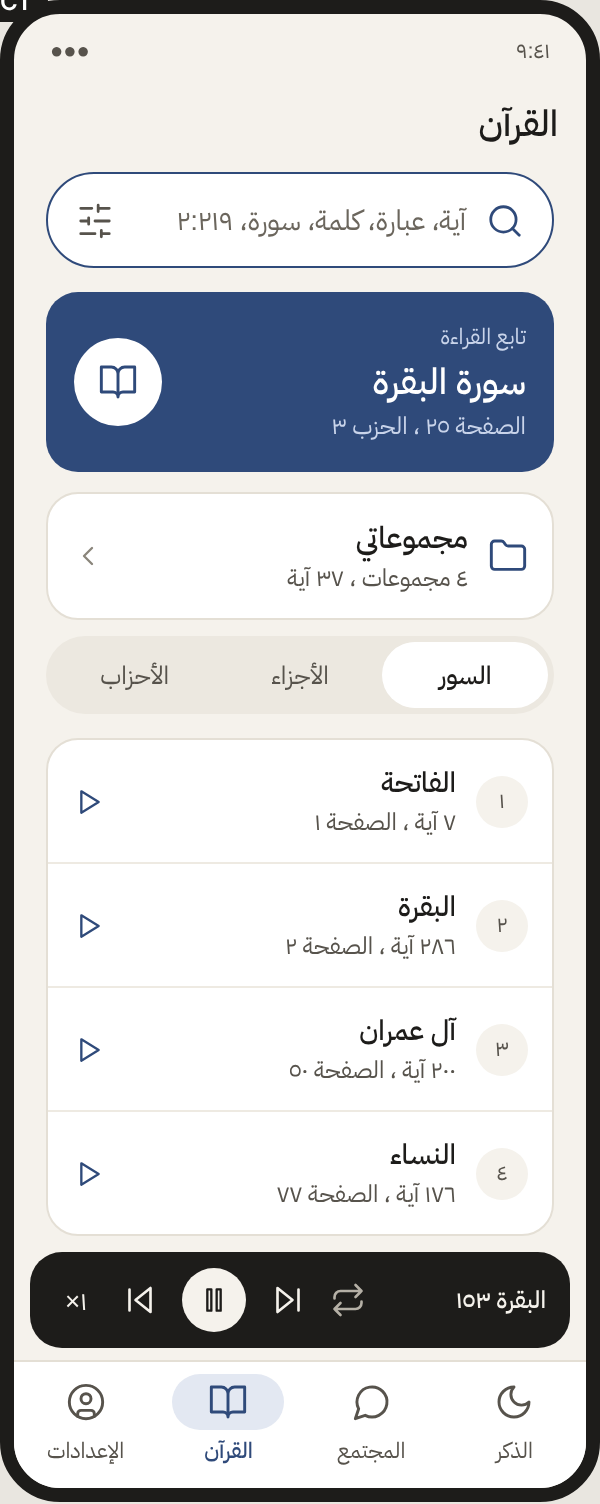 CT
٩:٤١
القرآن
آية، عبارة، كلمة، سورة، ٢:٢١٩
تابع القراءة
سورة البقرة
الصفحة ٢٥ ، الحزب ٣
مجموعاتي
٤ مجموعات ، ٣٧ آية
السور
الأجزاء
الأحزاب
١
الفاتحة
٧ آية ، الصفحة ١
٢
البقرة
٢٨٦ آية ، الصفحة ٢
٣
آل عمران
٢٠٠ آية ، الصفحة ٥٠
٤
النساء
١٧٦ آية ، الصفحة ٧٧
البقرة ١٥٣
×١
الذكر
المجتمع
القرآن
الإعدادات